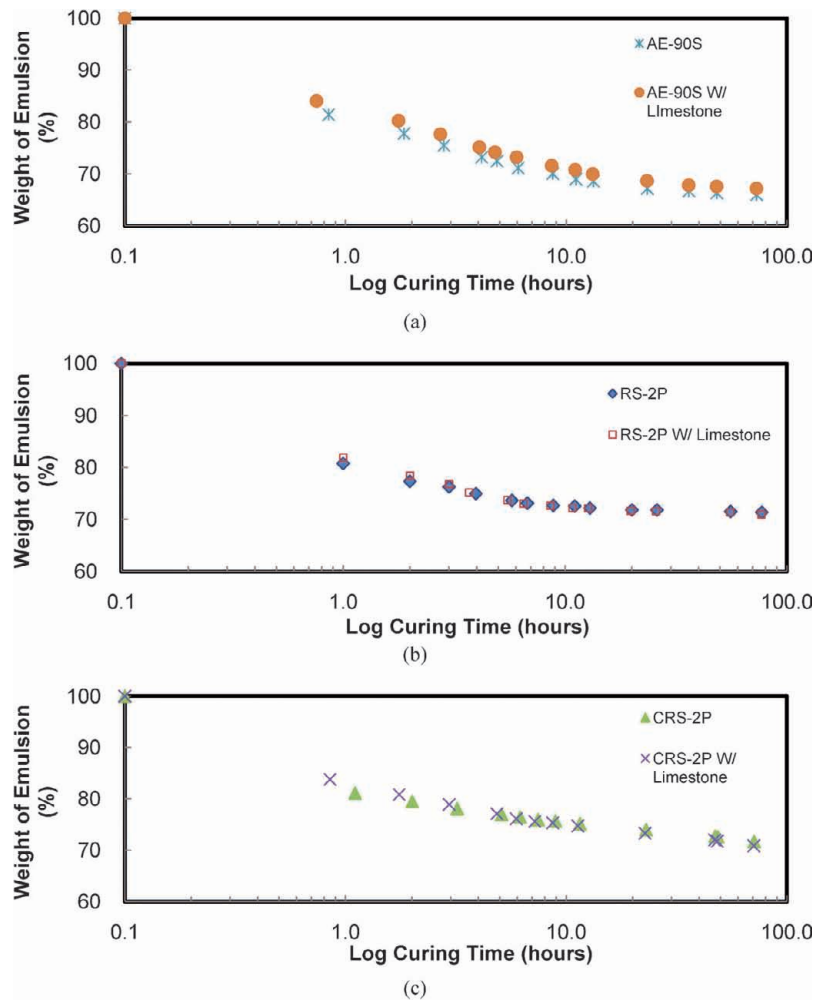 100
90
80
70
60
Weight of Emulsion
(%)
AE-90S
AE-90S W/
LImestone
0.1
1.0
10.0
100.0
Log Curing Time (hours)
(a)
100
90
80
70
60
Weight of Emulsion
(%)
RS-2P
RS-2P W/ Limestone
0.1
1.0
10.0
100.0
Log Curing Time (hours)
(b)
100
90
80
70
60
Weight of Emulsion
(%)
CRS-2P
CRS-2P W/
Limestone
0.1
1.0
10.0
100.0
Log Curing Time (hours)
(c)